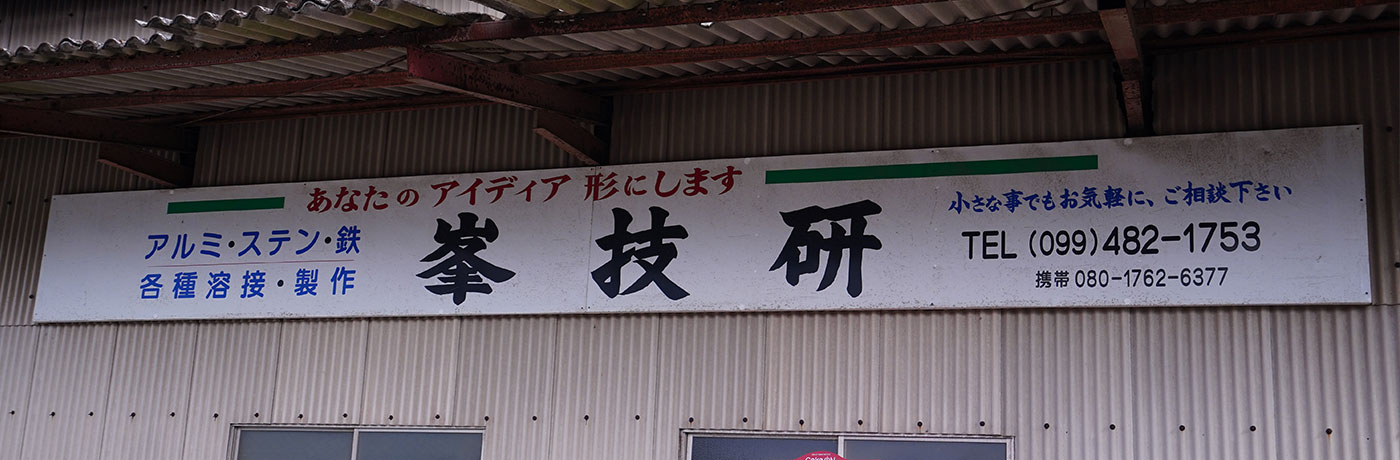 あなたの アイディア 形にします
アルミ・ステン・鉄
各種溶接・製作
峯技研
小さな事でもお気軽に、ご相談下さい
TEL (099)482-1753
携帯 080-1762-6377